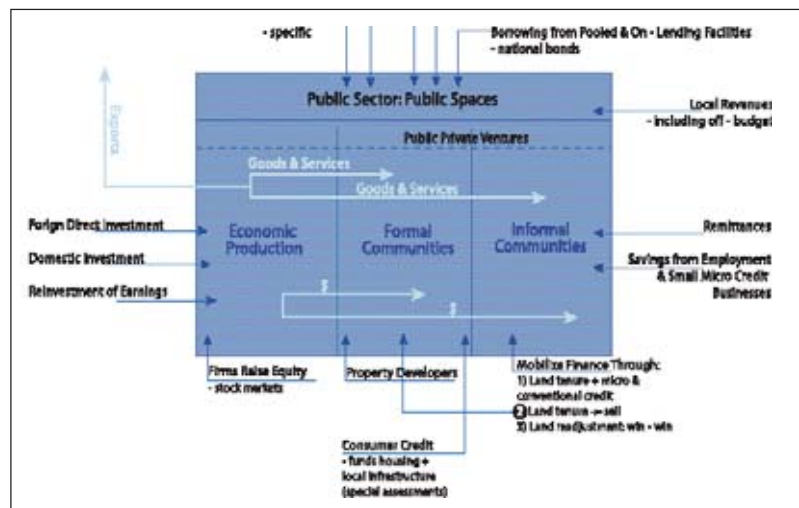 - specific
Borrowing from Pooled & On - Lending Facilities
- national bonds
Public Sector: Public Spaces
Local Revenues
- including off - budget
Public Private Ventures
Exports
Goods & Services
Goods & Services
Forign Direct Investment
Domestic Investment
Reinvestment of Earnings
Economic
Production
Formal
Communities
Informal
Communities
Remittances
Savings from Employment
& Small Micro Credit
Businesses
$
$
Firms Raise Equity
- stock markets
Property Developers
Mobilize Finance Through:
1) Land tenure + micro &
conventional credit
2 Land tenure -> sell
3) Land readjustment: win - win
Consumer Credit
- funds housing +
local infrastructure
(special assessments)